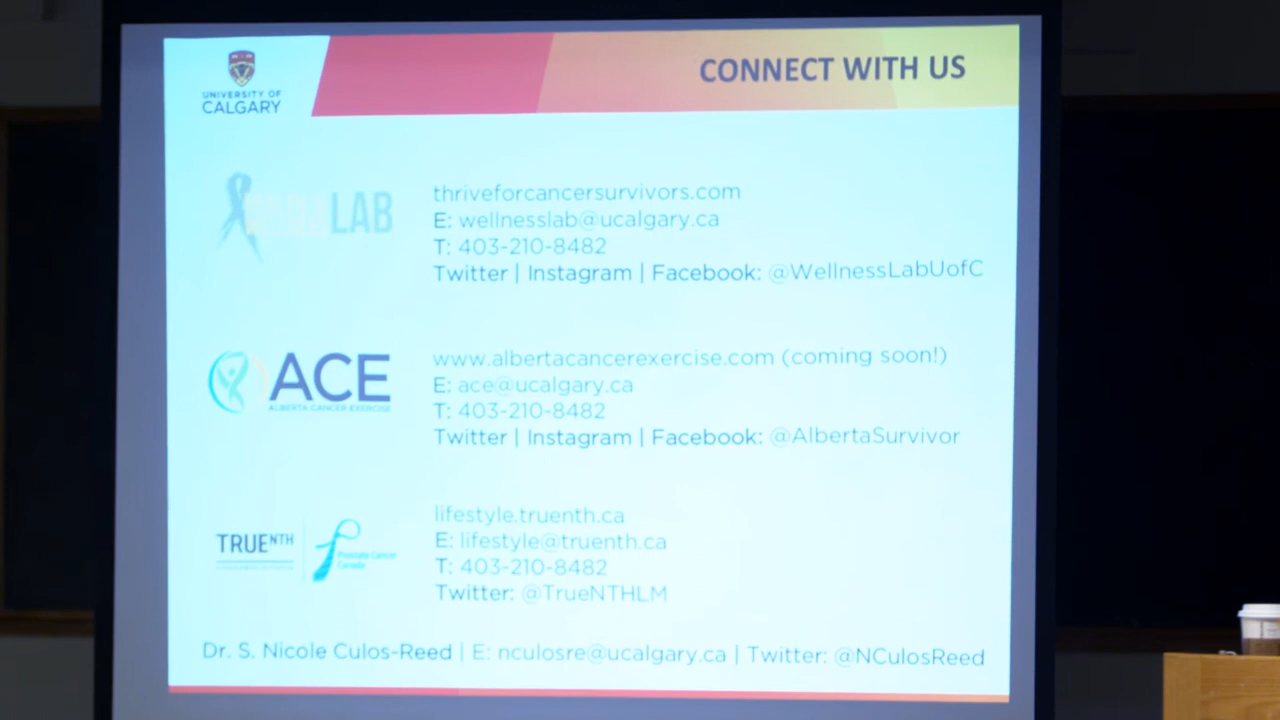 UNIVERSITY OF
CALGARY
CONNECT WITH US
LAB
thriveforcancersurvivors.com
E: wellnesslab@ucalgary.ca
T: 403-210-8482
Twitter | Instagram | Facebook: @WellnessLabUofC
ACE
ALBERTA CANCER EXERCISE
www.albertacancerexercise.com (coming soon!)
E: ace@ucalgary.ca
T: 403-210-8482
Twitter | Instagram | Facebook: @AlbertaSurvivor
TRUENTH
Prostate Cancer
Canada
lifestyle.truenth.ca
E: lifestyle@truenth.ca
T: 403-210-8482
Twitter: @TrueNTHLM
Dr. S. Nicole Culos-Reed | E: nculosre@ucalgary.ca | Twitter: @NCulosReed